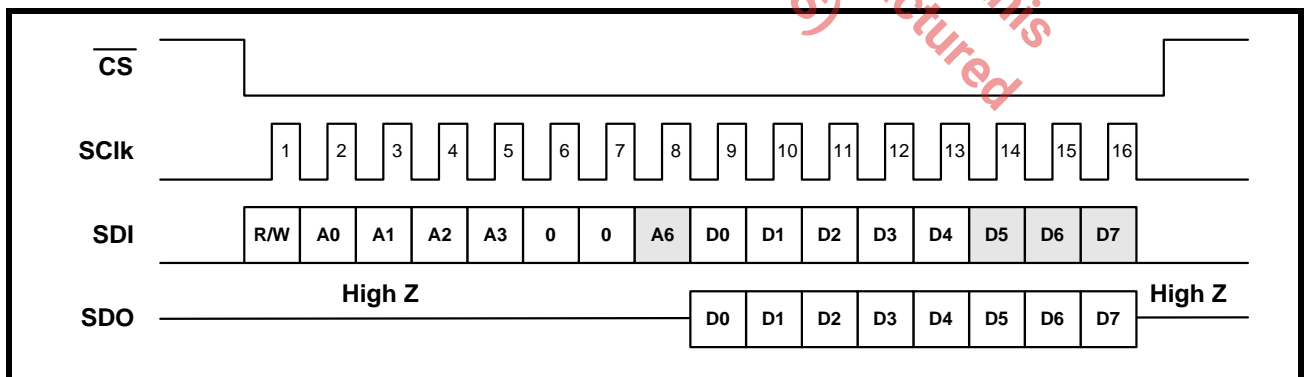 his
s)
ctured
CS
SClk
1 2 3 4 5 6 7 8 9 10 11 12 13 14 15 16
SDI
R/W A0 A1 A2 A3 0 0 A6 D0 D1 D2 D3 D4 D5 D6 D7
High Z
High Z
SDO
D0 D1 D2 D3 D4 D5 D6 D7